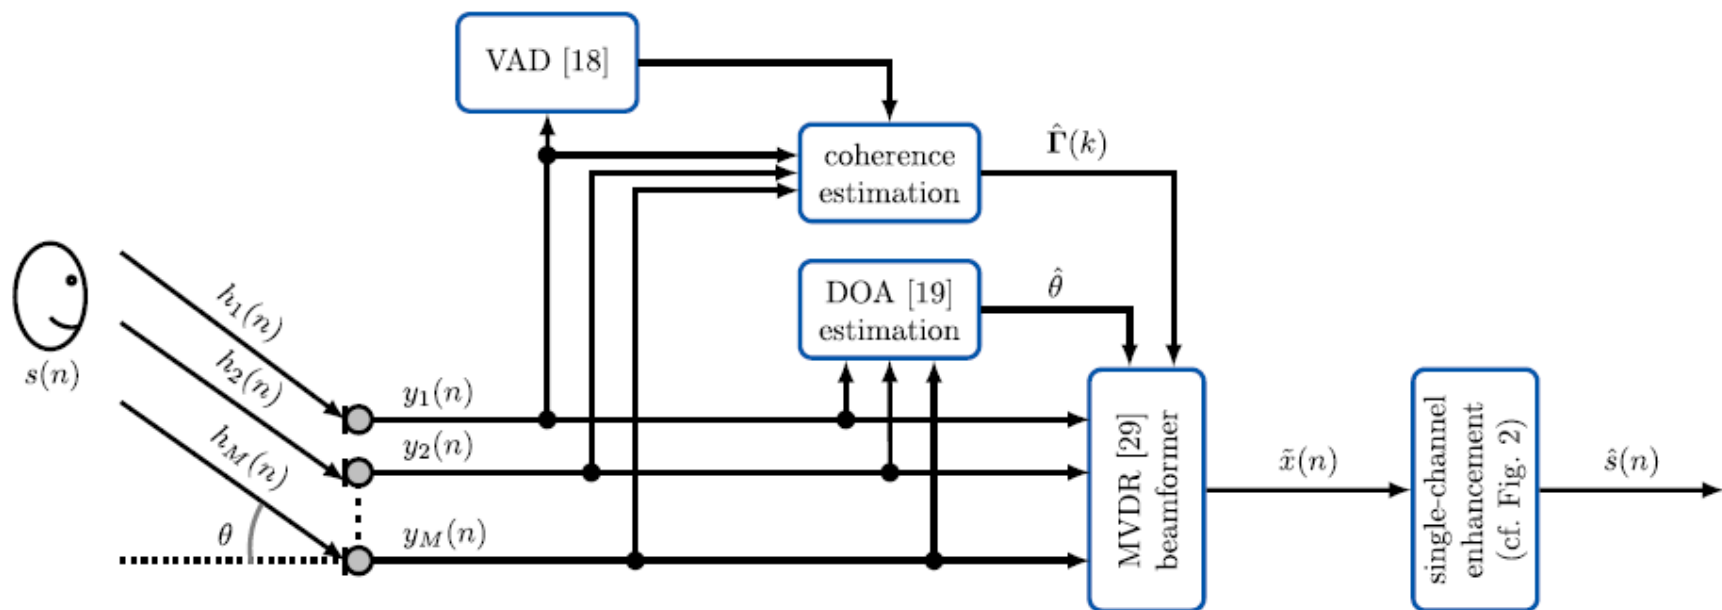 VAD [18]
coherence
estimation
Γ̂(k)
DOA [19]
estimation
θ̂
s(n)
h₁(n)
h₂(n)
h_M(n)
θ
y₁(n)
y₂(n)
y_M(n)
MVDR [29]
beamformer
x̃(n)
single-channel
enhancement
(cf. Fig. 2)
ŝ(n)